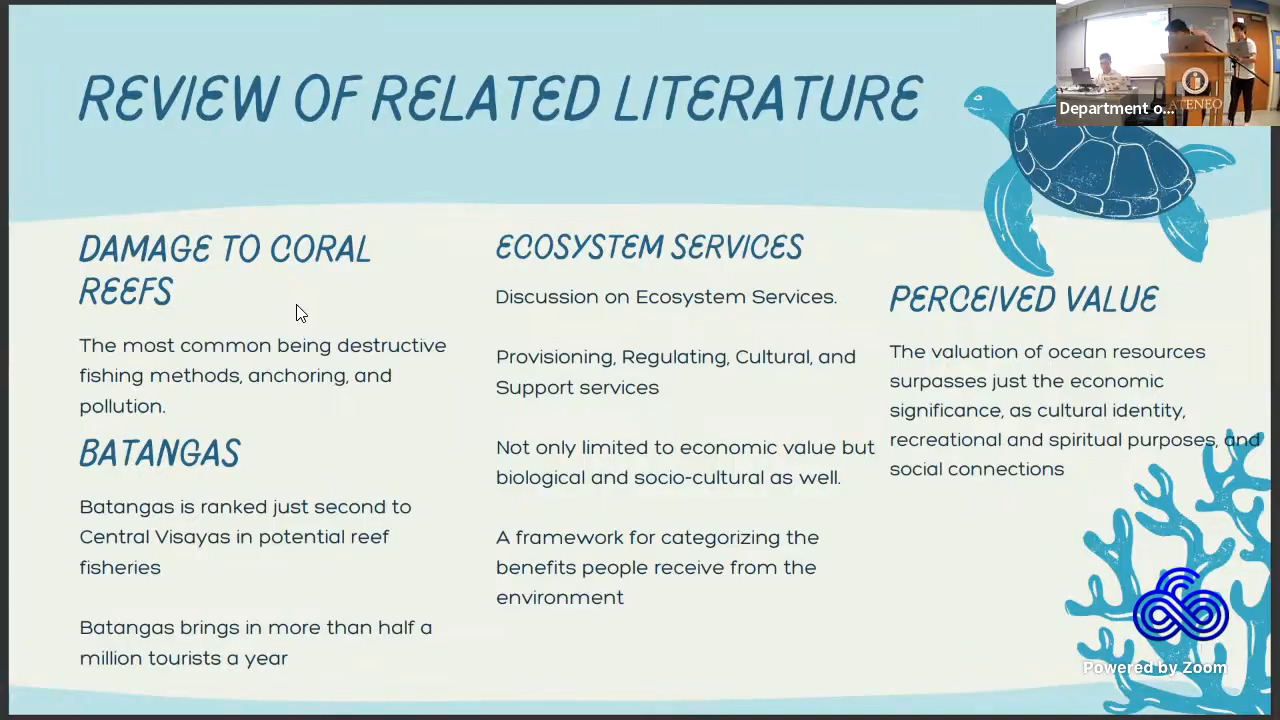 REVIEW OF RELATED LITERATURE
Department o...
ATENEO
DAMAGE TO CORAL
REEFS
The most common being destructive
fishing methods, anchoring, and
pollution.
BATANGAS
Batangas is ranked just second to
Central Visayas in potential reef
fisheries
Batangas brings in more than half a
million tourists a year
ECOSYSTEM SERVICES
Discussion on Ecosystem Services.
Provisioning, Regulating, Cultural, and
Support services
Not only limited to economic value but
biological and socio-cultural as well.
A framework for categorizing the
benefits people receive from the
environment
PERCEIVED VALUE
The valuation of ocean resources
surpasses just the economic
significance, as cultural identity,
recreational and spiritual purposes, and
social connections
Powered by Zoom